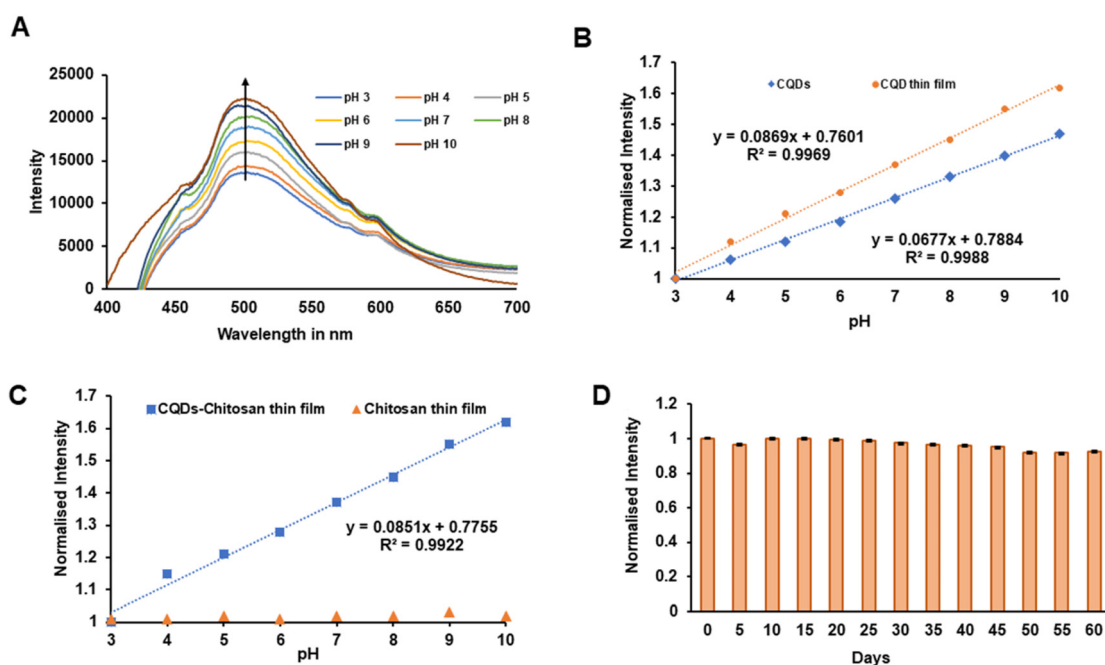 A
25000
20000
15000
10000
5000
0
Intensity
400 450 500 550 600 650 700
Wavelength in nm
pH 3 pH 4 pH 5
pH 6 pH 7 pH 8
pH 9 pH 10
B
1.7
1.6
1.5
1.4
1.3
1.2
1.1
1
Normalised Intensity
CQDs CQD thin film
y = 0.0869x + 0.7601
R² = 0.9969
y = 0.0677x + 0.7884
R² = 0.9988
3 4 5 6 7 8 9 10
pH
C
1.7
1.6
1.5
1.4
1.3
1.2
1.1
1
Normalised Intensity
CQDs-Chitosan thin film Chitosan thin film
y = 0.0851x + 0.7755
R² = 0.9922
3 4 5 6 7 8 9 10
pH
D
1.2
1
0.8
0.6
0.4
0.2
0
Normalised Intensity
0 5 10 15 20 25 30 35 40 45 50 55 60
Days